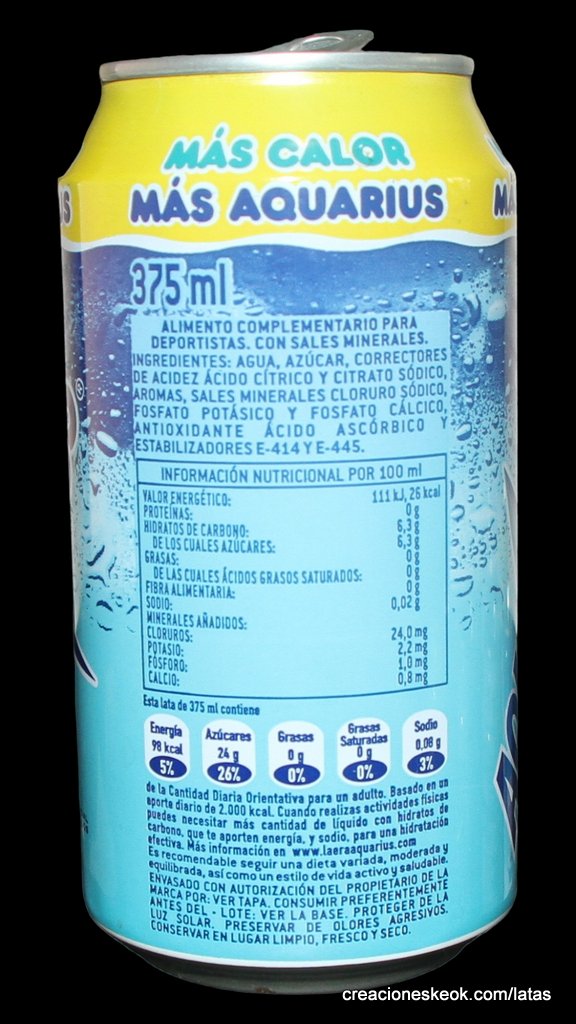 MÁS CALOR
MÁS AQUARIUS
375 ml
ALIMENTO COMPLEMENTARIO PARA
DEPORTISTAS. CON SALES MINERALES.
INGREDIENTES: AGUA, AZÚCAR, CORRECTORES
DE ACIDEZ ÁCIDO CÍTRICO Y CITRATO SÓDICO,
AROMAS, SALES MINERALES CLORURO SÓDICO,
FOSFATO POTÁSICO Y FOSFATO CÁLCICO,
ANTIOXIDANTE ÁCIDO ASCÓRBICO Y
ESTABILIZADORES E-414 Y E-445.
INFORMACIÓN NUTRICIONAL POR 100 ml
VALOR ENERGÉTICO: 111 kJ, 26 kcal
PROTEÍNAS: 0g
HIDRATOS DE CARBONO: 6,3g
DE LOS CUALES AZÚCARES: 6,3g
GRASAS: 0g
DE LAS CUALES ÁCIDOS GRASOS SATURADOS: 0g
FIBRA ALIMENTARIA: 0g
SODIO: 0,02g
MINERALES AÑADIDOS:
CLORUROS: 24,0 mg
POTASIO: 2,2 mg
FÓSFORO: 1,0 mg
CALCIO: 0,8 mg
Esta lata de 375 ml contiene
Energía 98 kcal 5%
Azúcares 24 g 26%
Grasas 0 g 0%
Grasas Saturadas 0 g 0%
Sodio 0,08 g 3%
de la Cantidad Diaria Orientativa para un adulto. Basado en un
aporte diario de 2.000 kcal. Cuando realizas actividades físicas
puedes necesitar más cantidad de líquido con hidratos de
carbono, que te aporten energía, y sodio, para una hidratación
efectiva. Más información en www.laeraaquarius.com
Es recomendable seguir una dieta variada, moderada y
equilibrada, así como un estilo de vida activo y saludable.
ENVASADO CON AUTORIZACIÓN DEL PROPIETARIO DE LA
MARCA POR: VER TAPA. CONSUMIR PREFERENTEMENTE
ANTES DEL - LOTE: VER LA BASE. PROTEGER DE LA
LUZ SOLAR. PRESERVAR DE OLORES AGRESIVOS.
CONSERVAR EN LUGAR LIMPIO, FRESCO Y SECO.
creacioneskeok.com/latas